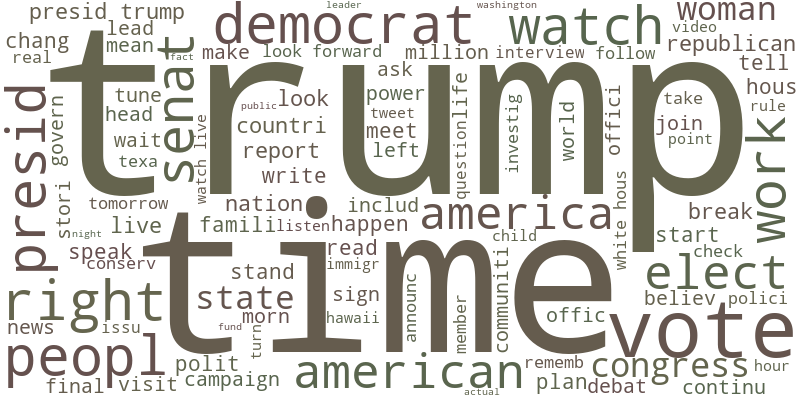 leader
washington
presid trump
woman
democrat
watch
video
chang
lead
mean
make
look forward
million
interview
follow
republican
real
fact
senat
trump
ask
tell
hous
tune
look
power
life
take
rule
presid
govern
head
public
tweet
question
investig
world
offici
join
point
countri
meet
wait
left
work
texa
watch live
report
write
tomorrow
nation
includ
america
white hous
break
stori
live
famili
listen
happen
start
night
child
check
speak
read
time
conserv
stand
immigr
communiti
elect
right
state
sign
announc
member
believ
polici
morn
hawaii
offic
vote
news
issu
fund
turn
peopl
polit
american
rememb
congress
hour
final
visit
campaign
plan
debat
continu
actual